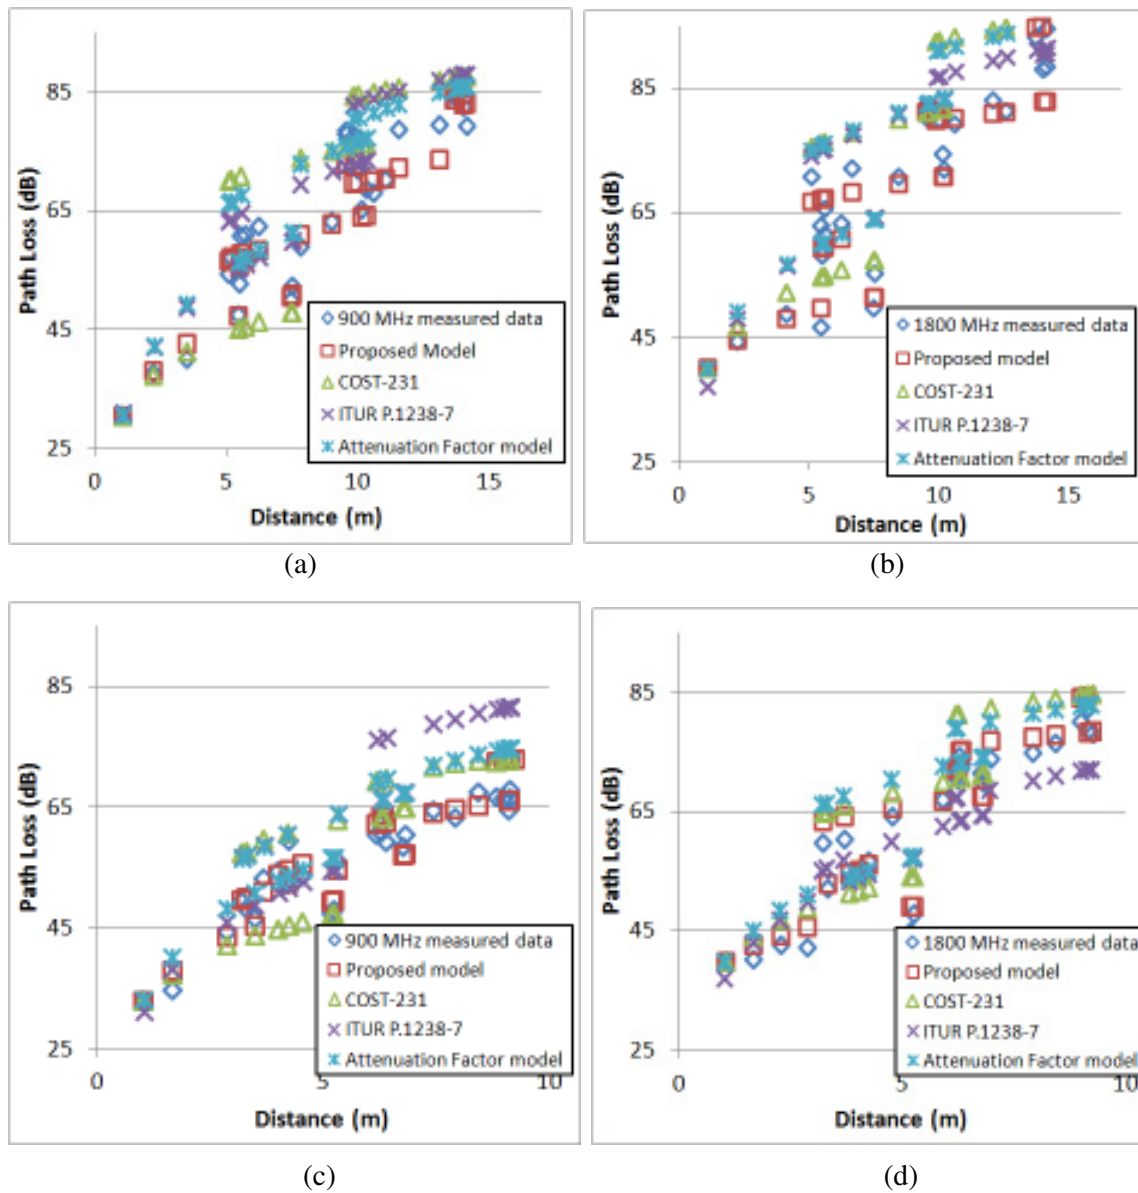 85
65
45
25
0
5
10
15
Path Loss (dB)
Distance (m)
900 MHz measured data
Proposed Model
COST-231
ITUR P.1238-7
Attenuation Factor model
(a)
85
65
45
25
0
5
10
15
Path Loss (dB)
Distance (m)
1800 MHz measured data
Proposed model
COST-231
ITUR P.1238-7
Attenuation Factor model
(b)
85
65
45
25
0
5
10
Path Loss (dB)
Distance (m)
900 MHz measured data
Proposed model
COST-231
ITUR P.1238-7
Attenuation Factor model
(c)
85
65
45
25
0
5
10
Path Loss (dB)
Distance (m)
1800 MHz measured data
Proposed model
COST-231
ITUR P.1238-7
Attenuation Factor model
(d)